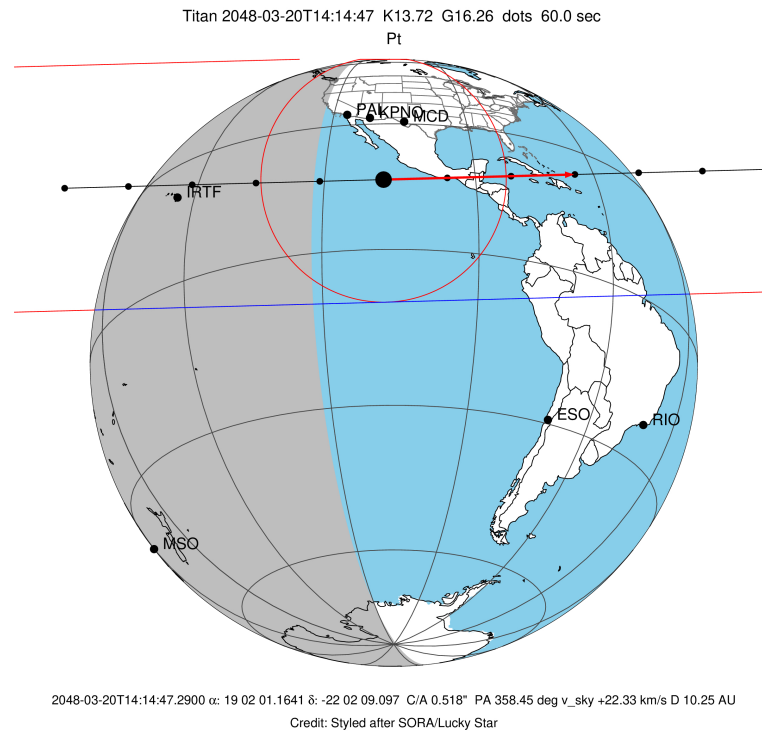 Titan 2048-03-20T14:14:47 K13.72 G16.26 dots 60.0 sec
Pt
PAL
KPNO
MCD
IRTF
ESO
RIO
MSO
2048-03-20T14:14:47.2900 α: 19 02 01.1641 δ: -22 02 09.097 C/A 0.518" PA 358.45 deg v_sky +22.33 km/s D 10.25 AU
Credit: Styled after SORA/Lucky Star